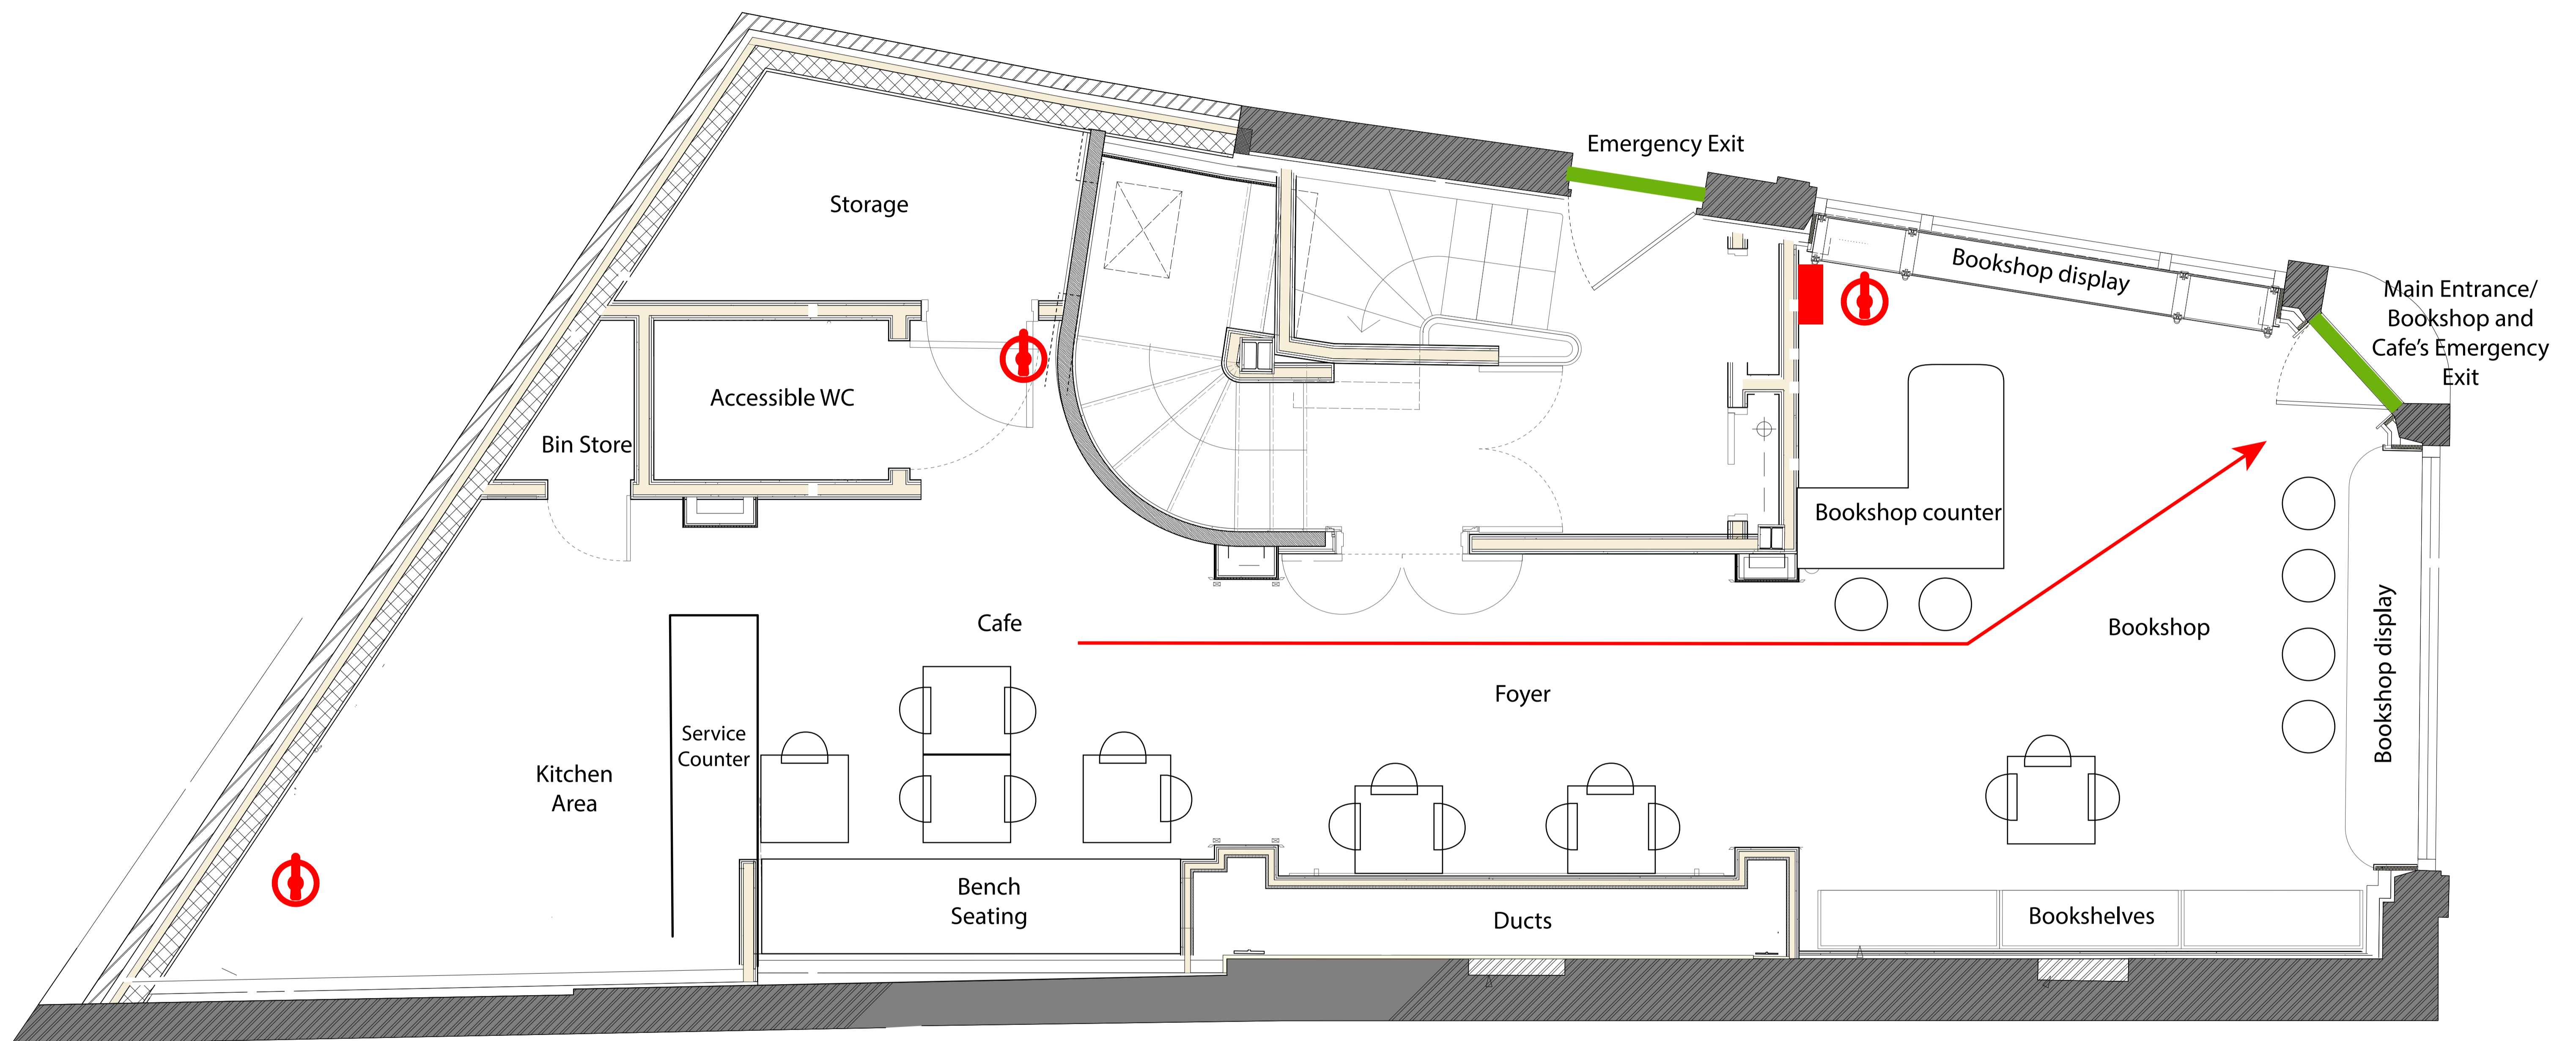 Emergency Exit
Storage
Bookshop display
Main Entrance/
Bookshop and
Cafe's Emergency
Exit
Accessible WC
Bin Store
Bookshop counter
Cafe
Bookshop
Bookshop display
Foyer
Service
Counter
Kitchen
Area
Bench
Seating
Ducts
Bookshelves